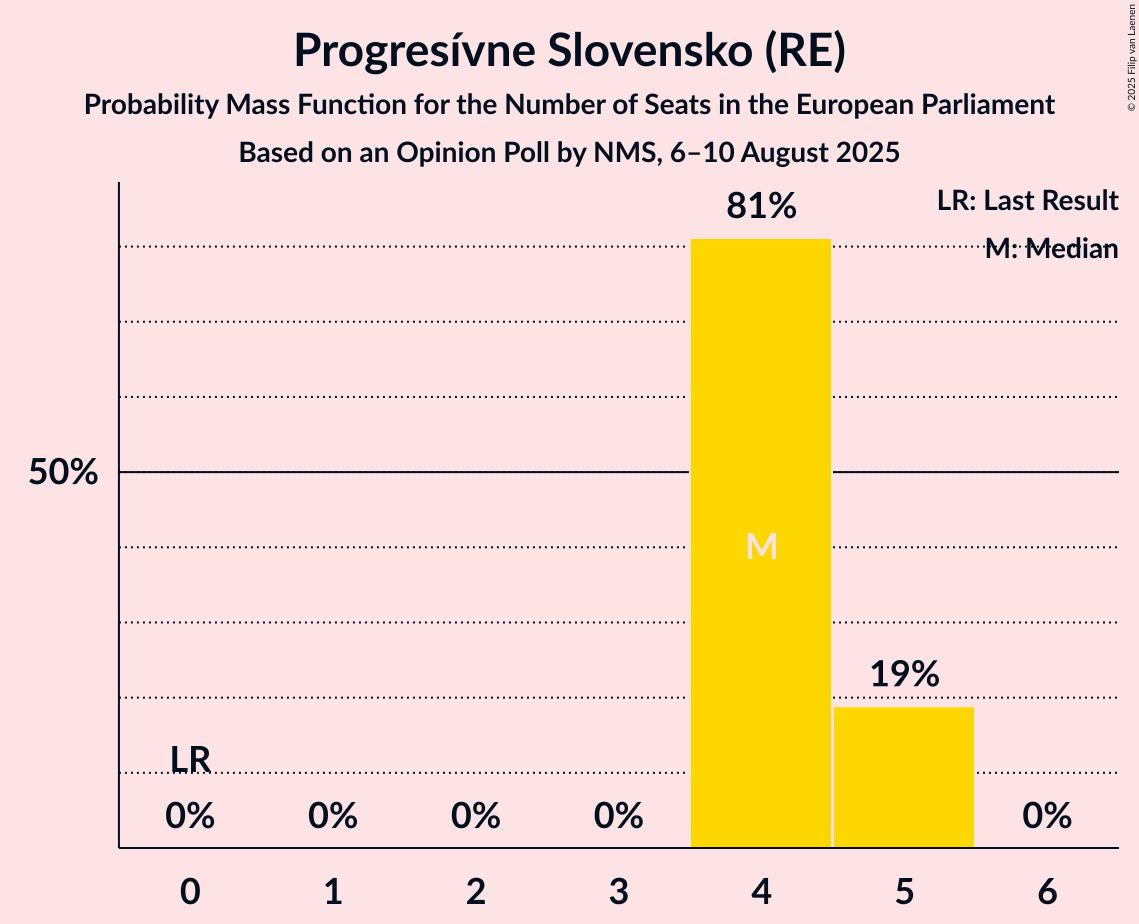 Progresívne Slovensko (RE)
Probability Mass Function for the Number of Seats in the European Parliament
Based on an Opinion Poll by NMS, 6–10 August 2025
© 2025 Filip van Laenen
LR: Last Result
M: Median
81%
50%
M
19%
LR
0% 0% 0% 0% 0%
0 1 2 3 4 5 6